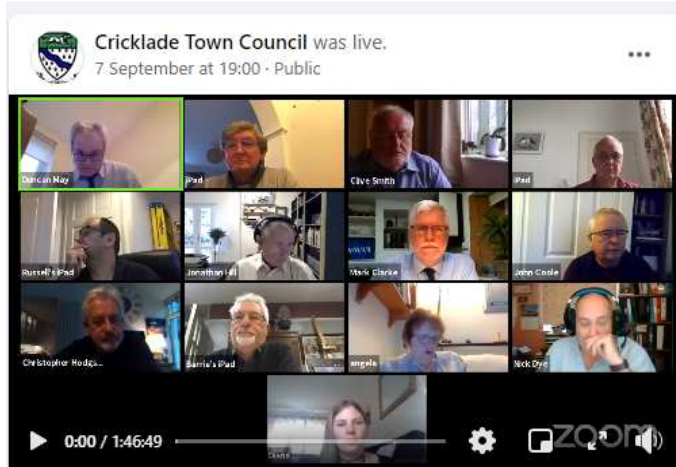 Cricklade Town Council was live.
7 September at 19:00 · Public
Duncan May
iPad
Clive Smith
iPad
Russell's iPad
Jonathan Hill
Mark Clarke
John Coole
Christopher Hodgs...
Barrie's iPad
angela
Nick Dye
Diana
0:00 / 1:46:49
zoom